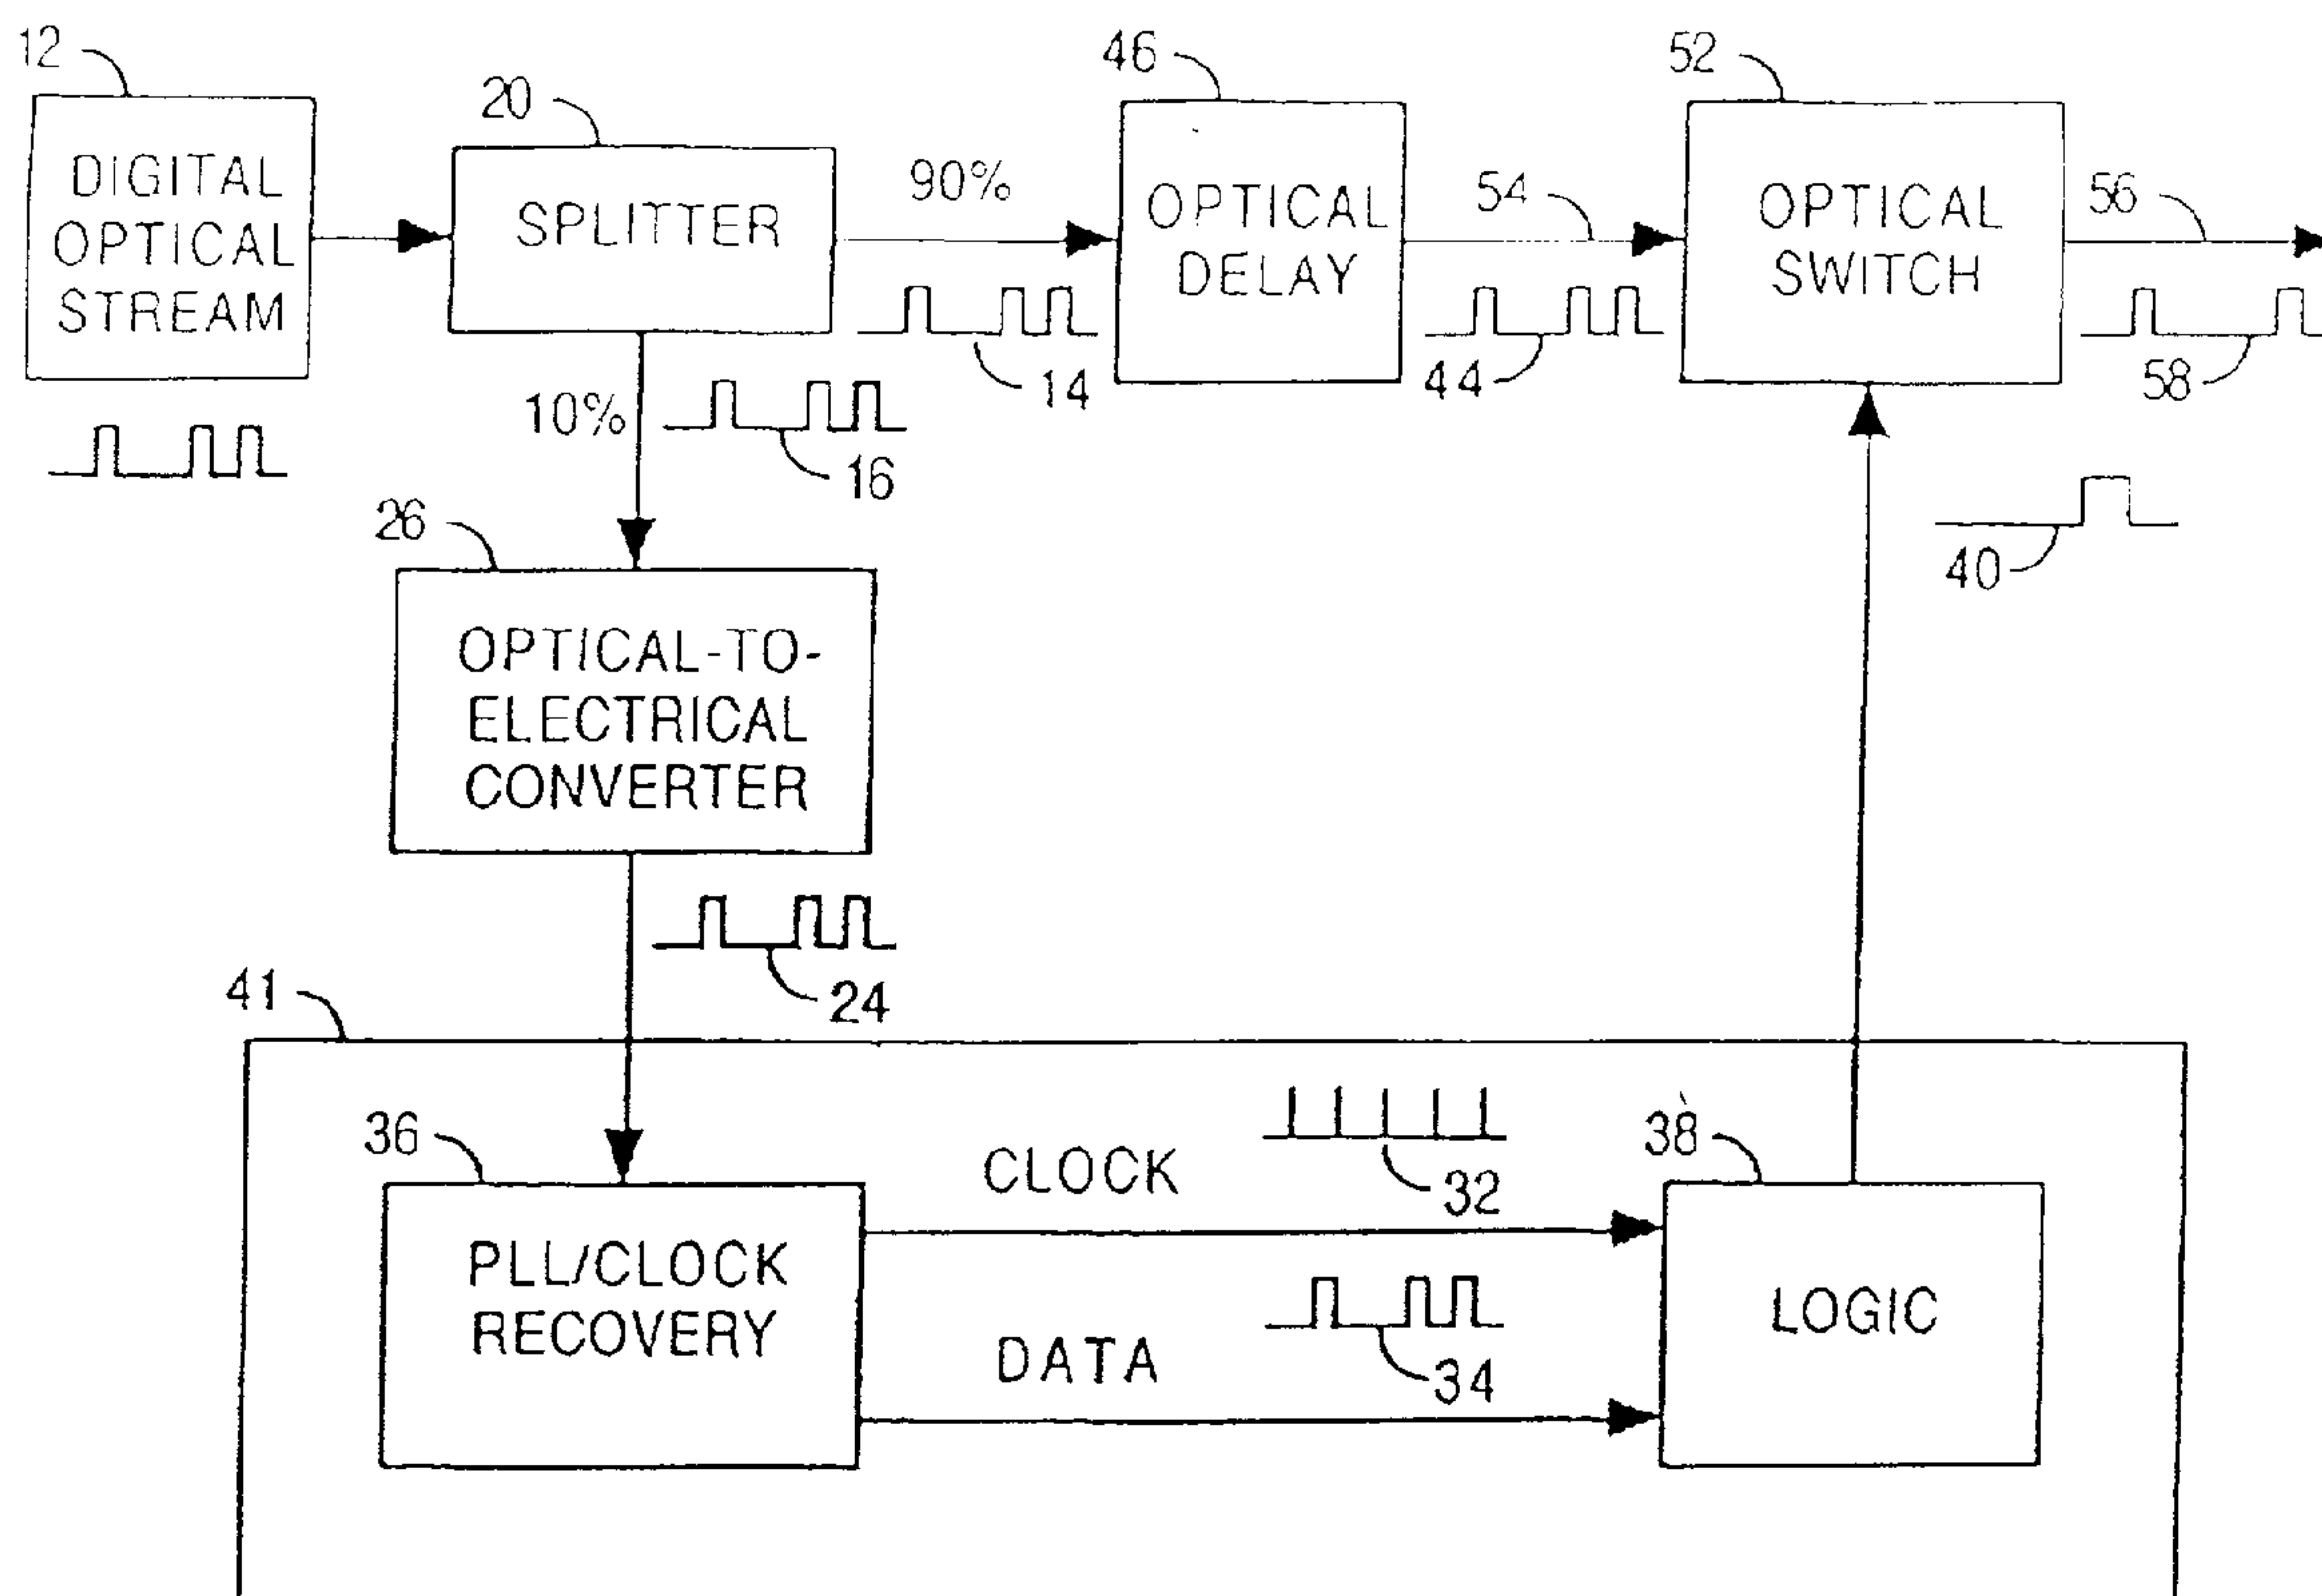 12
46
52
20
DIGITAL
OPTICAL
STREAM
SPLITTER
90%
OPTICAL
DELAY
54
OPTICAL
SWITCH
56
14
44
58
10%
16
26
40
OPTICAL-TO-
ELECTRICAL
CONVERTER
24
41
36
CLOCK
32
38
PLL/CLOCK
RECOVERY
DATA
34
LOGIC